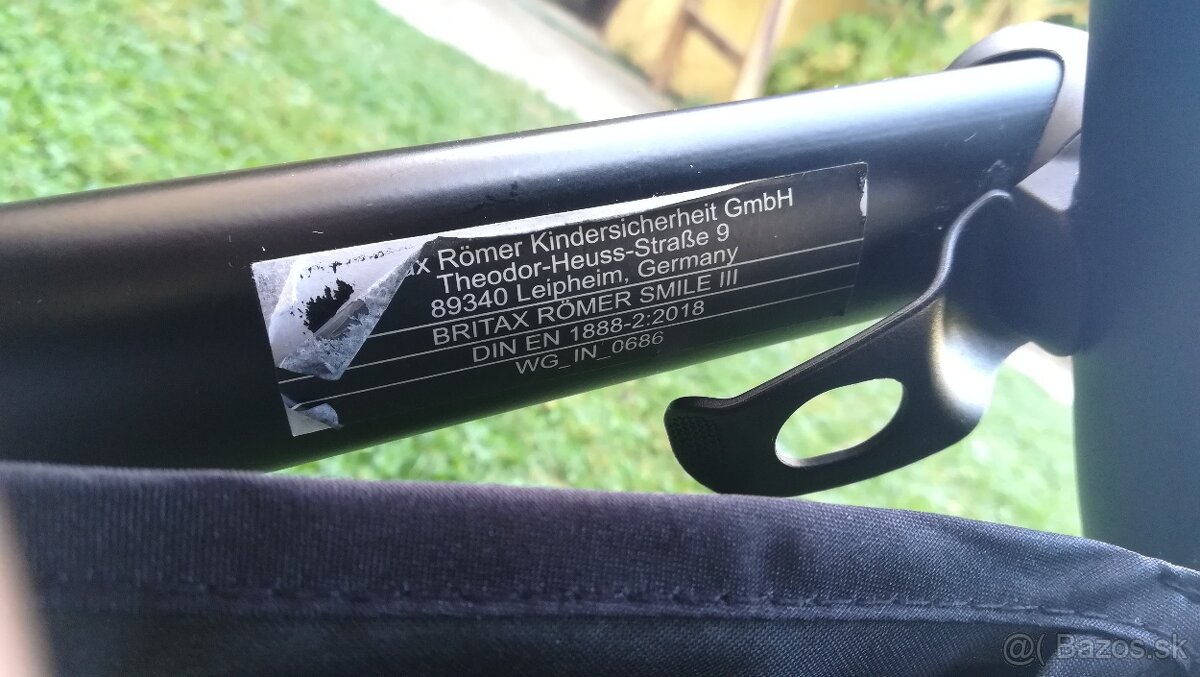 ax Römer Kindersicherheit GmbH
Theodor-Heuss-Straße 9
89340 Leipheim, Germany
BRITAX RÖMER SMILE III
DIN EN 1888-2:2018
WG_IN_0686
@( Bazos.sk